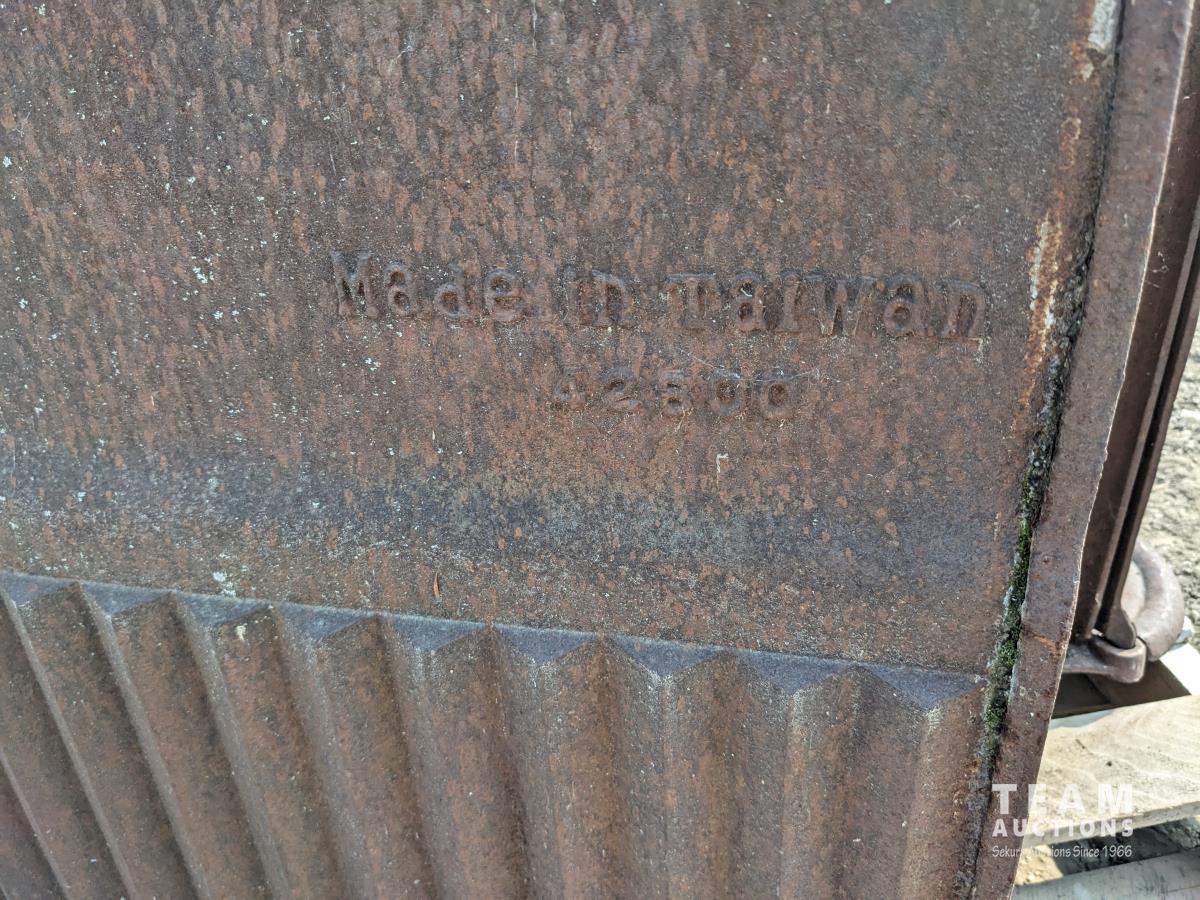 Made in Taiwan
42500
TEAM
AUCTIONS
Sekura Auctions Since 1966